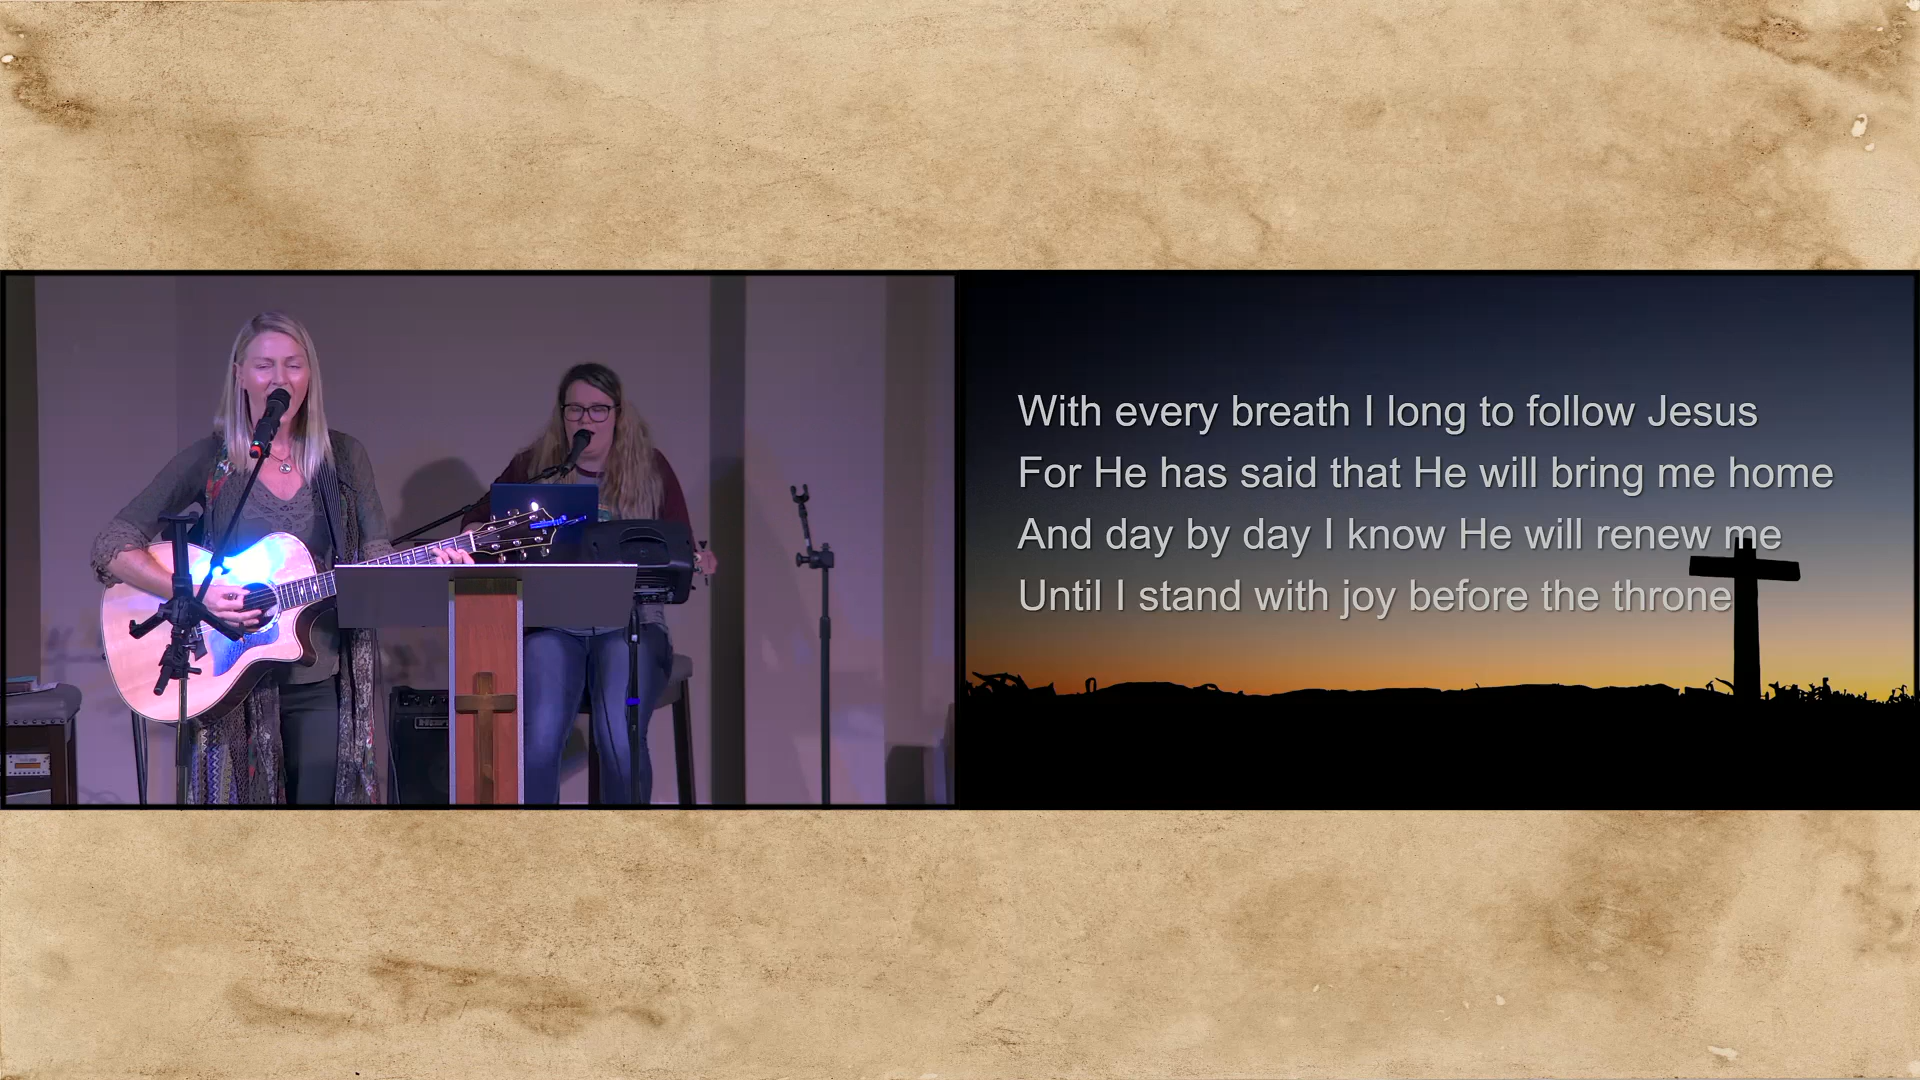 With every breath I long to follow Jesus
For He has said that He will bring me home
And day by day I know He will renew me
Until I stand with joy before the throne